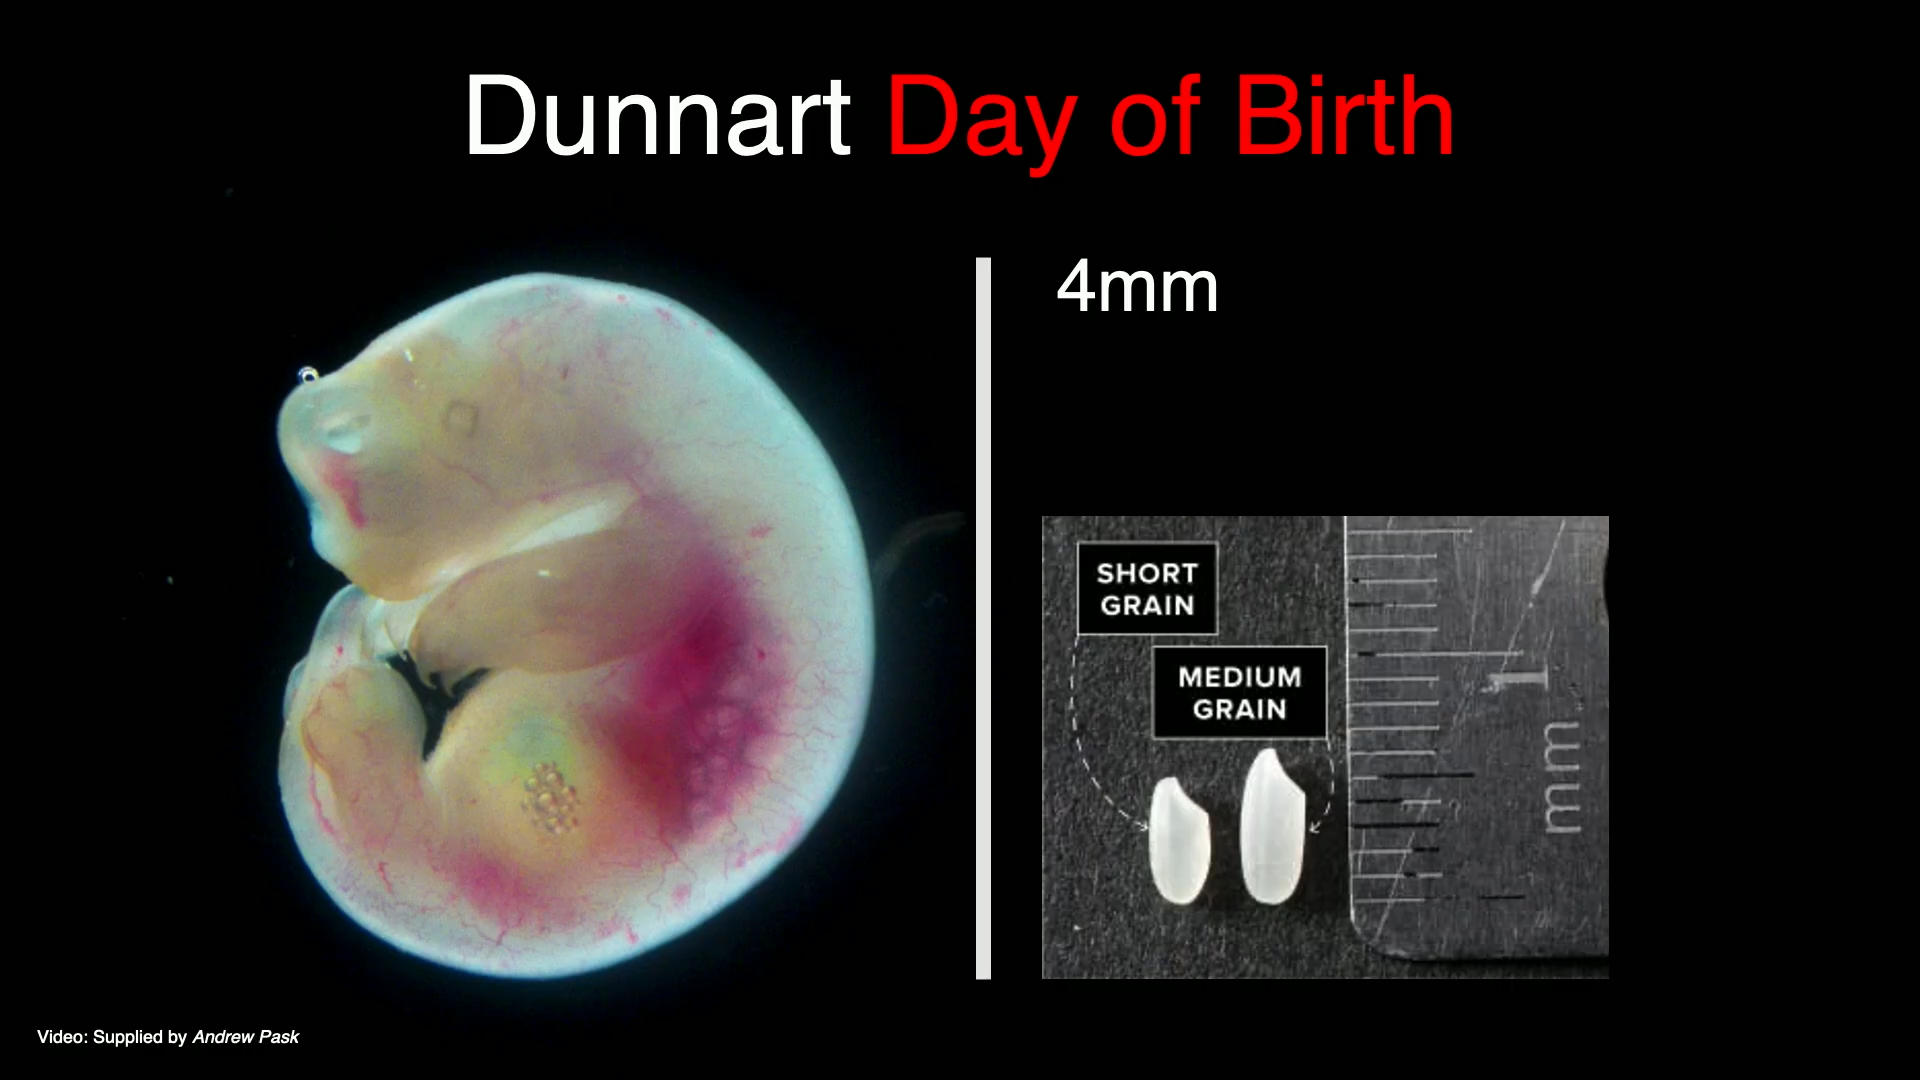 Dunnart Day of Birth
4mm
SHORT
GRAIN
MEDIUM
GRAIN
1
mm
Video: Supplied by Andrew Pask